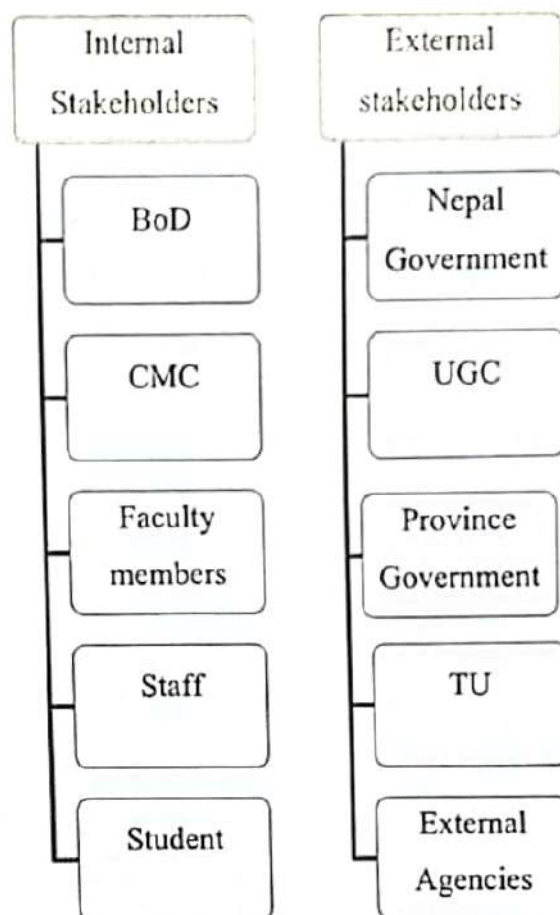 Internal
Stakeholders
BoD
CMC
Faculty
members
Staff
Student
External
stakeholders
Nepal
Government
UGC
Province
Government
TU
External
Agencies